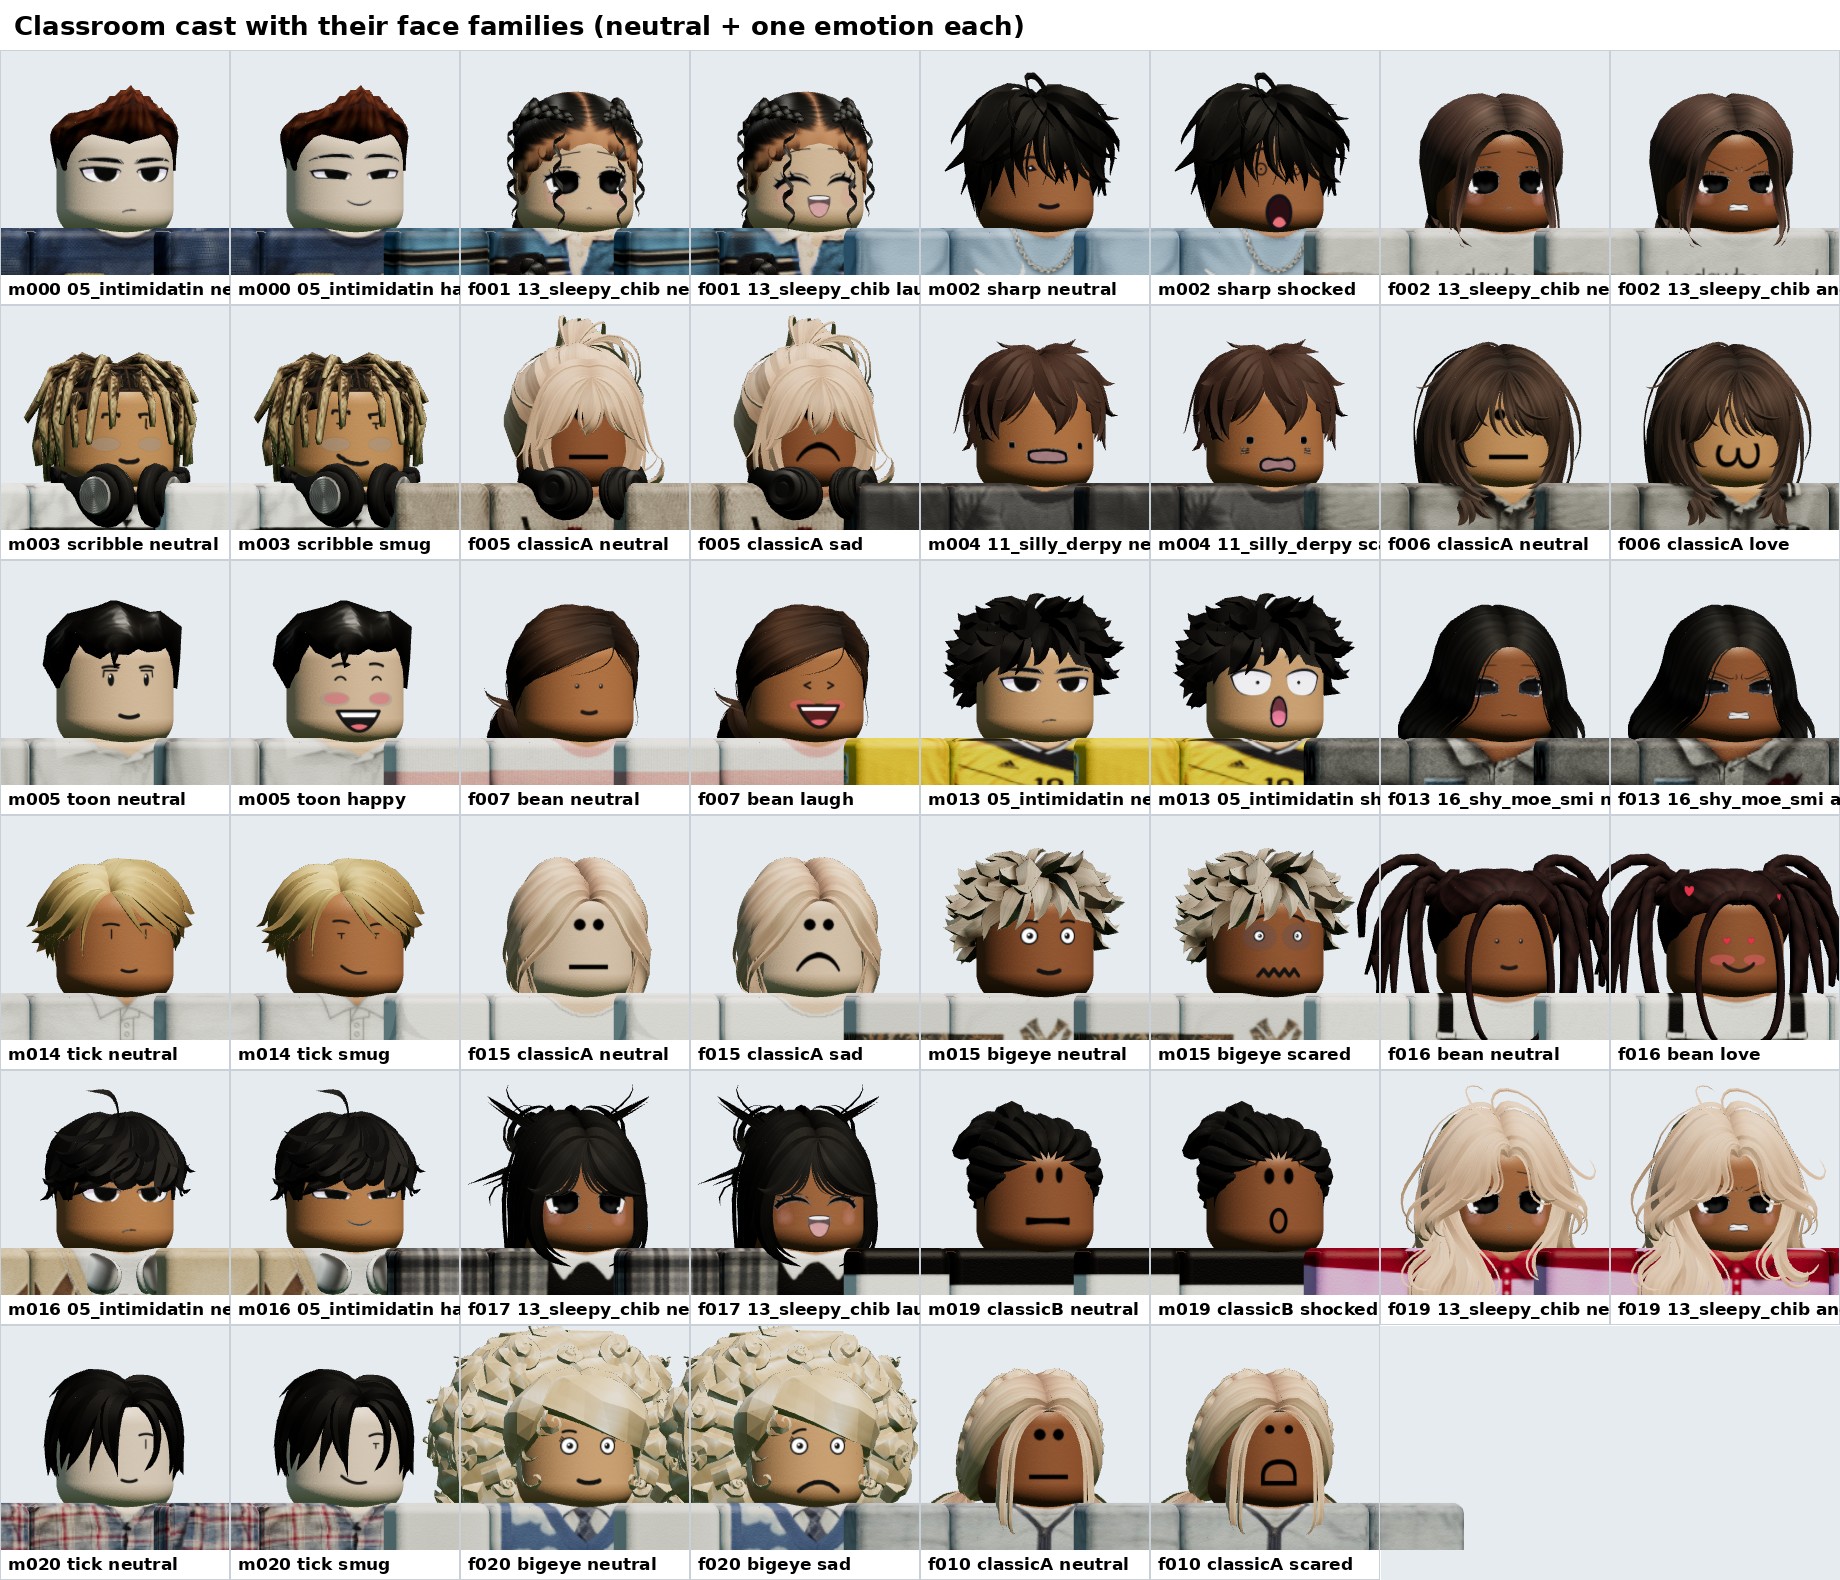 Classroom cast with their face families (neutral + one emotion each)
m000 05_intimidatin ne
m000 05_intimidatin ha
f001 13_sleepy_chib ne
f001 13_sleepy_chib lau
m002 sharp neutral
m002 sharp shocked
f002 13_sleepy_chib ne
f002 13_sleepy_chib an
m003 scribble neutral
m003 scribble smug
f005 classicA neutral
f005 classicA sad
m004 11_silly_derpy ne
m004 11_silly_derpy sca
f006 classicA neutral
f006 classicA love
m005 toon neutral
m005 toon happy
f007 bean neutral
f007 bean laugh
m013 05_intimidatin ne
m013 05_intimidatin sh
f013 16_shy_moe_smi n
f013 16_shy_moe_smi a
m014 tick neutral
m014 tick smug
f015 classicA neutral
f015 classicA sad
m015 bigeye neutral
m015 bigeye scared
f016 bean neutral
f016 bean love
m016 05_intimidatin ne
m016 05_intimidatin ha
f017 13_sleepy_chib ne
f017 13_sleepy_chib lau
m019 classicB neutral
m019 classicB shocked
f019 13_sleepy_chib ne
f019 13_sleepy_chib an
m020 tick neutral
m020 tick smug
f020 bigeye neutral
f020 bigeye sad
f010 classicA neutral
f010 classicA scared